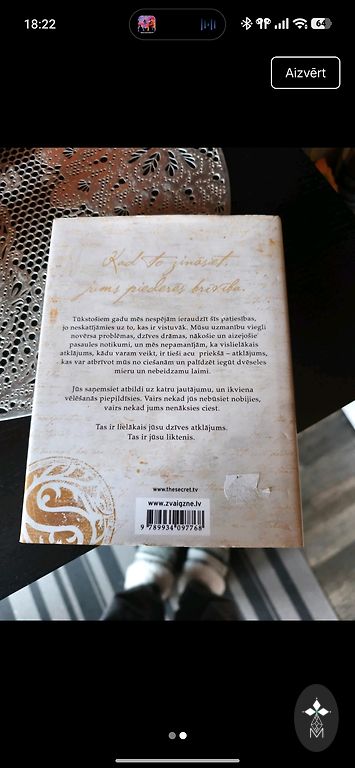 18:22
64
Aizvērt
Kad to zināsat,
jums piederēs brīvība.
Tūkstošiem gadu mēs nespējām ieraudzīt šīs patiesības,
jo neskatījāmies uz to, kas ir vistuvāk. Mūsu uzmanību viegli
novērsa problēmas, dzīves drāmas, nākošie un aizejošie
pasaules notikumi, un mēs nepamanījām, ka vislielākais
atklājums, kādu varam veikt, ir tieši acu priekšā – atklājums,
kas var atbrīvot mūs no ciešanām un palīdzēt iegūt dvēseles
mieru un nebeidzamu laimi.
Jūs saņemsiet atbildi uz katru jautājumu, un ikviena
vēlēšanās piepildīsies. Vairs nekad jūs nebūsiet nobijies,
vairs nekad jums nenāksies ciest.
Tas ir lielākais jūsu dzīves atklājums.
Tas ir jūsu liktenis.
www.thesecret.tv
www.zvaigzne.lv
9 789934 097768
M